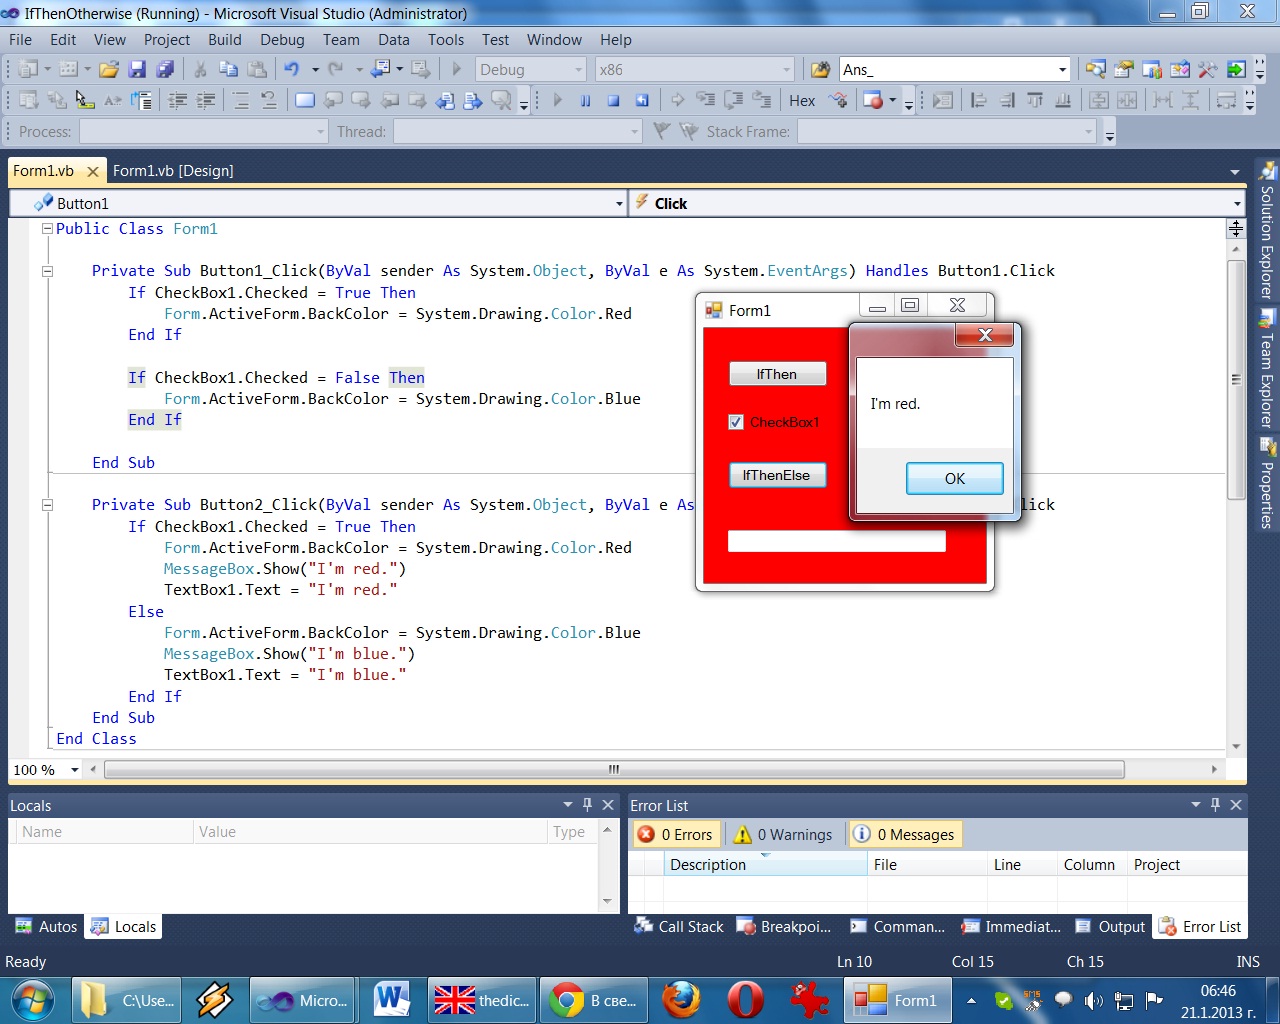 IfThenOtherwise (Running) - Microsoft Visual Studio (Administrator)
File Edit View Project Build Debug Team Data Tools Test Window Help
Debug x86 Ans_
Hex
Process: Thread: Stack Frame:
Form1.vb Form1.vb [Design]
Button1 Click
Public Class Form1
Private Sub Button1_Click(ByVal sender As System.Object, ByVal e As System.EventArgs) Handles Button1.Click
If CheckBox1.Checked = True Then
Form.ActiveForm.BackColor = System.Drawing.Color.Red
End If
If CheckBox1.Checked = False Then
Form.ActiveForm.BackColor = System.Drawing.Color.Blue
End If
End Sub
Private Sub Button2_Click(ByVal sender As System.Object, ByVal e As lick
If CheckBox1.Checked = True Then
Form.ActiveForm.BackColor = System.Drawing.Color.Red
MessageBox.Show("I'm red.")
TextBox1.Text = "I'm red."
Else
Form.ActiveForm.BackColor = System.Drawing.Color.Blue
MessageBox.Show("I'm blue.")
TextBox1.Text = "I'm blue."
End If
End Sub
End Class
100 %
Form1
IfThen
CheckBox1
IfThenElse
I'm red.
OK
Solution Explorer
Team Explorer
Properties
Locals
Name Value Type
Autos Locals
Error List
0 Errors 0 Warnings 0 Messages
Description File Line Column Project
Call Stack Breakpoi... Comman... Immediat... Output Error List
Ready Ln 10 Col 15 Ch 15 INS
C:\Use... Micro... thedic... В све... Form1
06:46
21.1.2013 г.